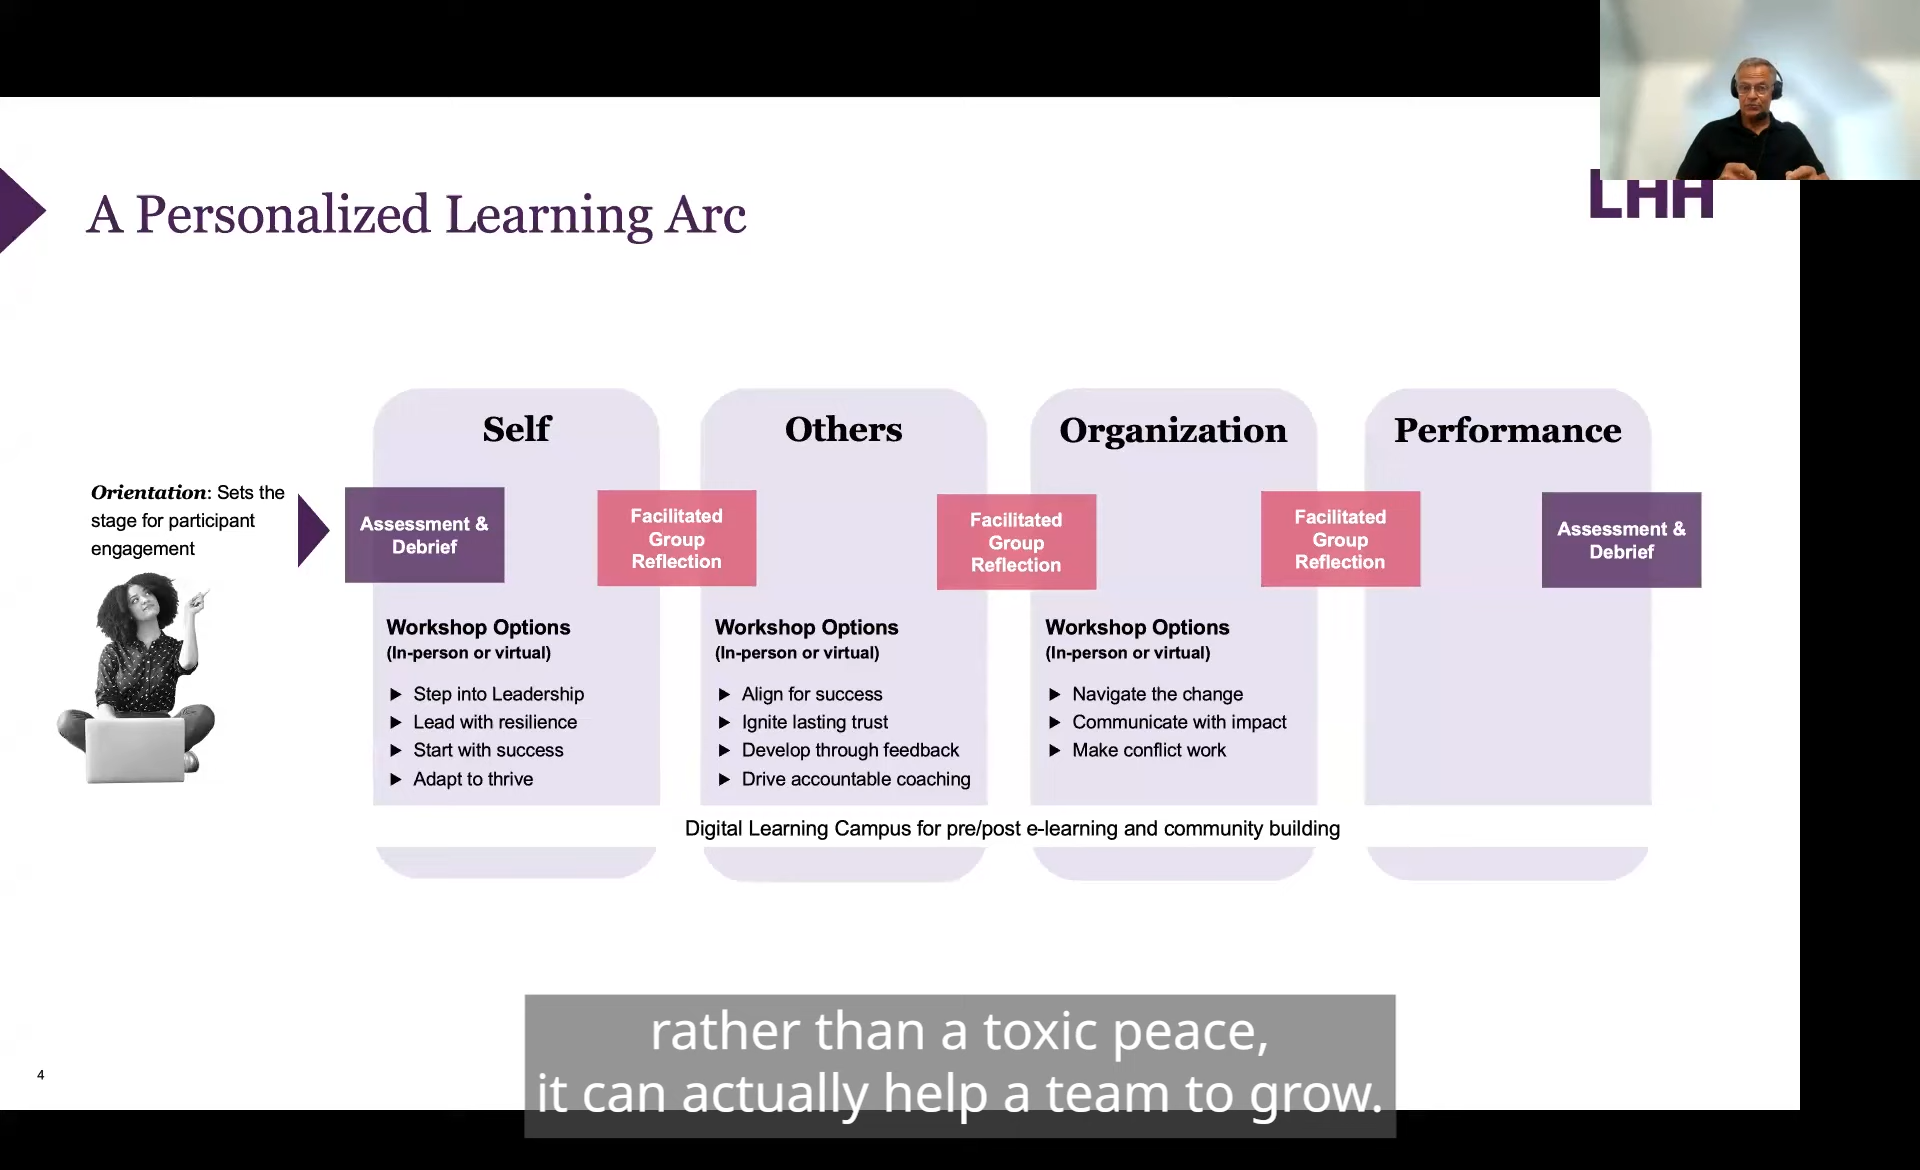 LHH
A Personalized Learning Arc
Orientation: Sets the
stage for participant
engagement
Self
Assessment &
Debrief
Workshop Options
(In-person or virtual)
Step into Leadership
Lead with resilience
Start with success
Adapt to thrive
Facilitated
Group
Reflection
Others
Workshop Options
(In-person or virtual)
Align for success
Ignite lasting trust
Develop through feedback
Drive accountable coaching
Facilitated
Group
Reflection
Organization
Workshop Options
(In-person or virtual)
Navigate the change
Communicate with impact
Make conflict work
Facilitated
Group
Reflection
Performance
Assessment &
Debrief
Digital Learning Campus for pre/post e-learning and community building
4
rather than a toxic peace,
it can actually help a team to grow.